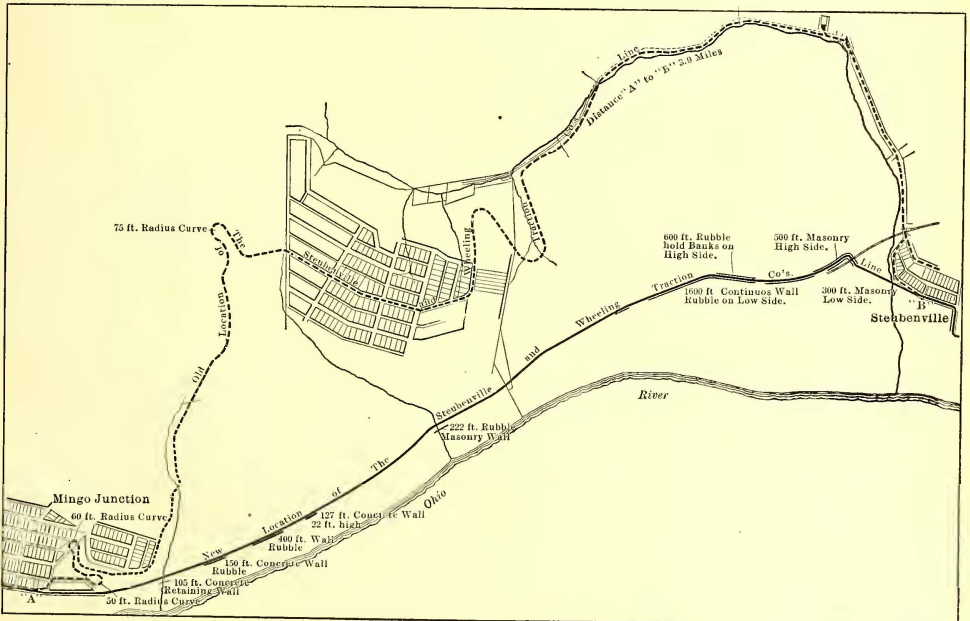 Old Location of The Steubenville and Wheeling Traction Co's. Line
Distance "A" to "B" 3.9 Miles
75 ft. Radius Curve
600 ft. Rubble
hold Banks on
High Side.
500 ft. Masonry
High Side.
1600 ft Continuos Wall
Rubble on Low Side.
300 ft. Masonry
Low Side.
"B"
Steubenville
New Location of The Steubenville and Wheeling Traction Co's. Line
Ohio River
222 ft. Rubble
Masonry Wall
127 ft. Concrete Wall
22 ft. high
400 ft. Wall
Rubble
150 ft. Concrete Wall
Rubble
105 ft. Concrete
Retaining Wall
Mingo Junction
60 ft. Radius Curve
50 ft. Radius Curve
"A"